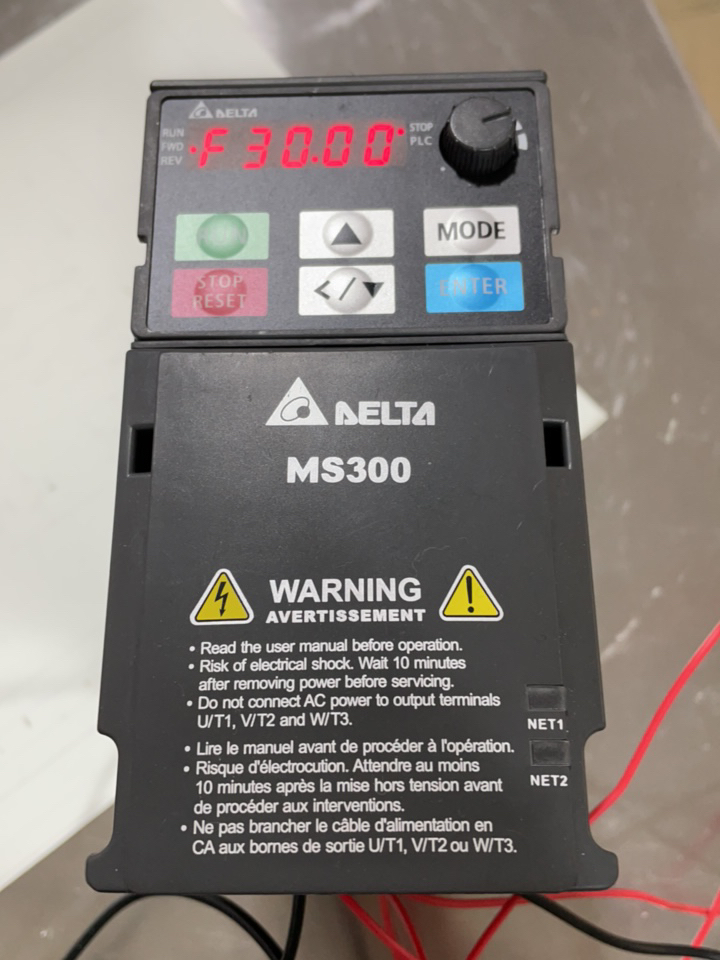 DELTA
RUN
FWD
REV
F 30.00
STOP
PLC
RUN
MODE
STOP
RESET
</
ENTER
DELTA
MS300
WARNING
AVERTISSEMENT
• Read the user manual before operation.
• Risk of electrical shock. Wait 10 minutes
after removing power before servicing.
• Do not connect AC power to output terminals
U/T1, V/T2 and W/T3.
NET1
• Lire le manuel avant de procéder à l'opération.
• Risque d'électrocution. Attendre au moins
10 minutes après la mise hors tension avant
de procéder aux interventions.
NET2
• Ne pas brancher le câble d'alimentation en
CA aux bornes de sortie U/T1, V/T2 ou W/T3.